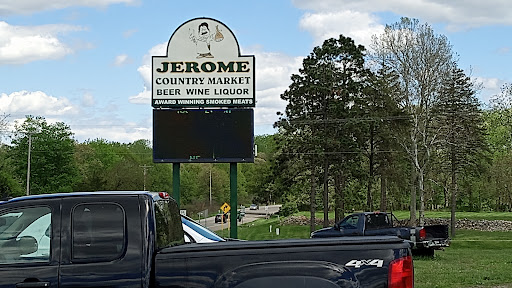 JEROME
COUNTRY MARKET
BEER WINE LIQUOR
AWARD WINNING SMOKED MEATS
4x4